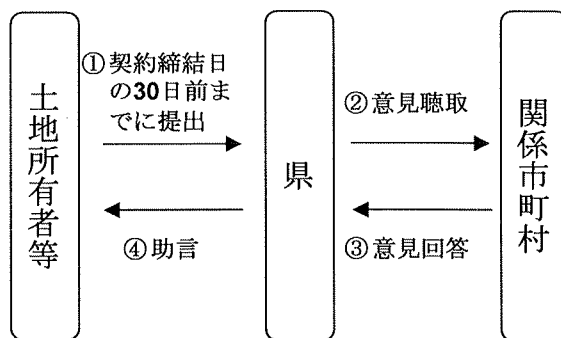 土地所有者等
①契約締結日
の30日前ま
でに提出
④助言
県
②意見聴取
③意見回答
関係市町村